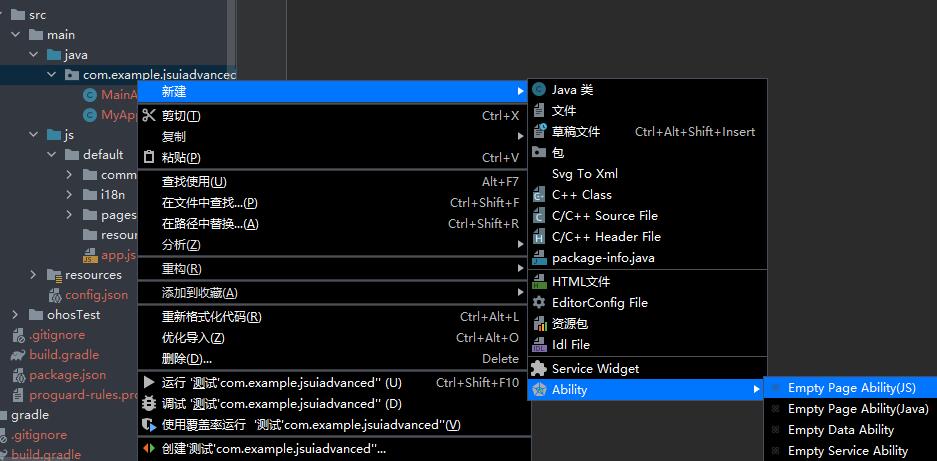 src
main
java
com.example.jsuiadvanced
MainA
MyApp
js
default
comm
i18n
pages
resour
app.js
resources
config.json
ohosTest
.gitignore
build.gradle
package.json
proguard-rules.pro
gradle
.gitignore
build.gradle
新建
剪切(T) Ctrl+X
复制
粘贴(P) Ctrl+V
查找使用(U) Alt+F7
在文件中查找...(P) Ctrl+Shift+F
在路径中替换...(A) Ctrl+Shift+R
分析(Z)
重构(R)
添加到收藏(A)
重新格式化代码(R) Ctrl+Alt+L
优化导入(Z) Ctrl+Alt+O
删除(D)... Delete
运行 '测试'com.example.jsuiadvanced'' (U) Ctrl+Shift+F10
调试 '测试'com.example.jsuiadvanced'' (D)
使用覆盖率运行 '测试'com.example.jsuiadvanced''(V)
创建'测试'com.example.jsuiadvanced''...
Java 类
文件
草稿文件 Ctrl+Alt+Shift+Insert
包
Svg To Xml
C++ Class
C/C++ Source File
C/C++ Header File
package-info.java
HTML文件
EditorConfig File
资源包
Idl File
Service Widget
Ability
Empty Page Ability(JS)
Empty Page Ability(Java)
Empty Data Ability
Empty Service Ability